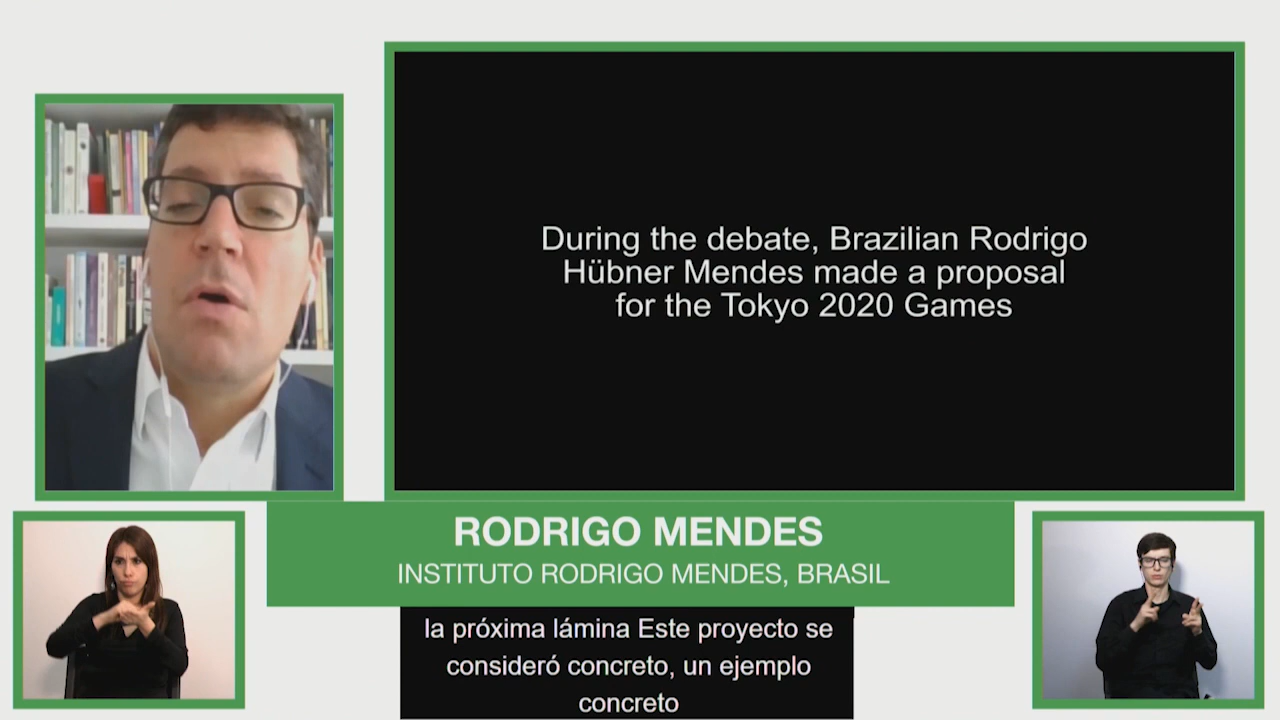 During the debate, Brazilian Rodrigo
Hübner Mendes made a proposal
for the Tokyo 2020 Games
RODRIGO MENDES
INSTITUTO RODRIGO MENDES, BRASIL
la próxima lámina Este proyecto se
consideró concreto, un ejemplo
concreto